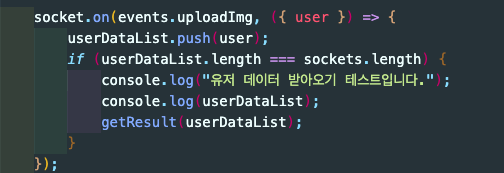 socket.on(events.uploadImg, ({ user }) => {
userDataList.push(user);
if (userDataList.length === sockets.length) {
console.log("유저 데이터 받아오기 테스트입니다.");
console.log(userDataList);
getResult(userDataList);
}
});